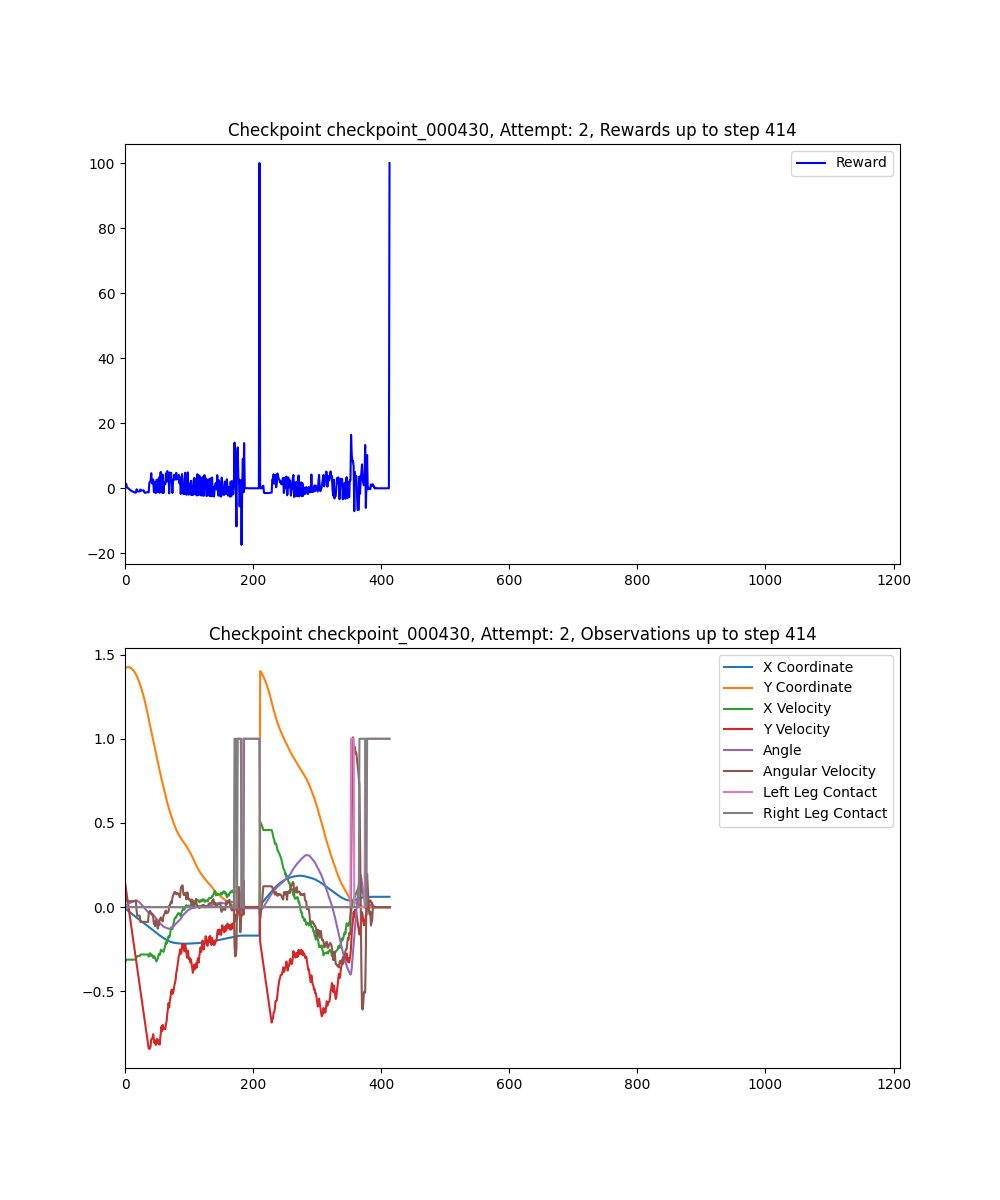 Checkpoint checkpoint_000430, Attempt: 2, Rewards up to step 414
Reward
100
80
60
40
20
0
−20
0 200 400 600 800 1000 1200
Checkpoint checkpoint_000430, Attempt: 2, Observations up to step 414
X Coordinate
Y Coordinate
X Velocity
Y Velocity
Angle
Angular Velocity
Left Leg Contact
Right Leg Contact
1.5
1.0
0.5
0.0
−0.5
0 200 400 600 800 1000 1200